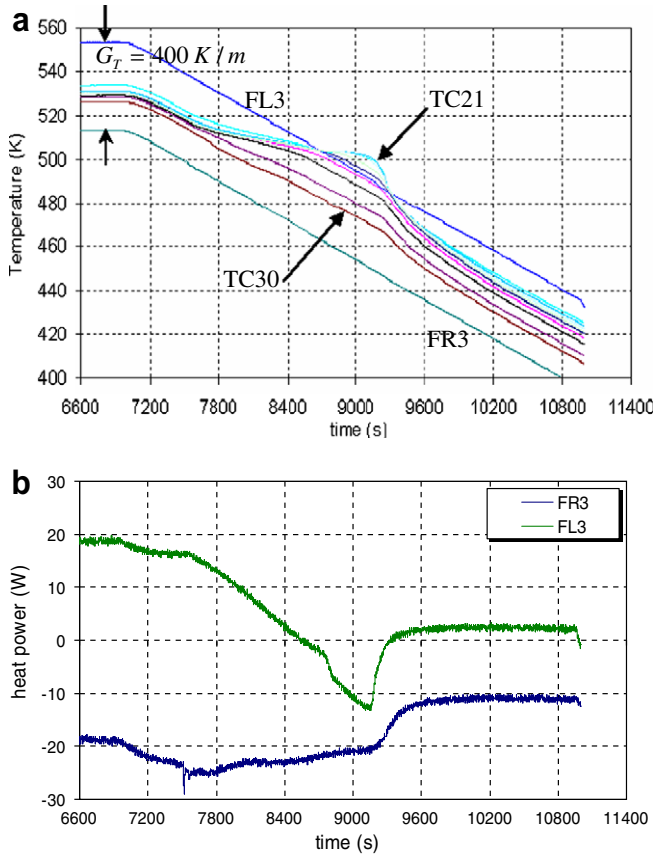 a
560
540
520
500
480
460
440
420
400
Temperature (K)
G_T = 400 K / m
FL3
TC21
TC30
FR3
6600 7200 7800 8400 9000 9600 10200 10800 11400
time (s)
b
30
20
10
0
-10
-20
-30
heat power (W)
FR3
FL3
6600 7200 7800 8400 9000 9600 10200 10800 11400
time (s)